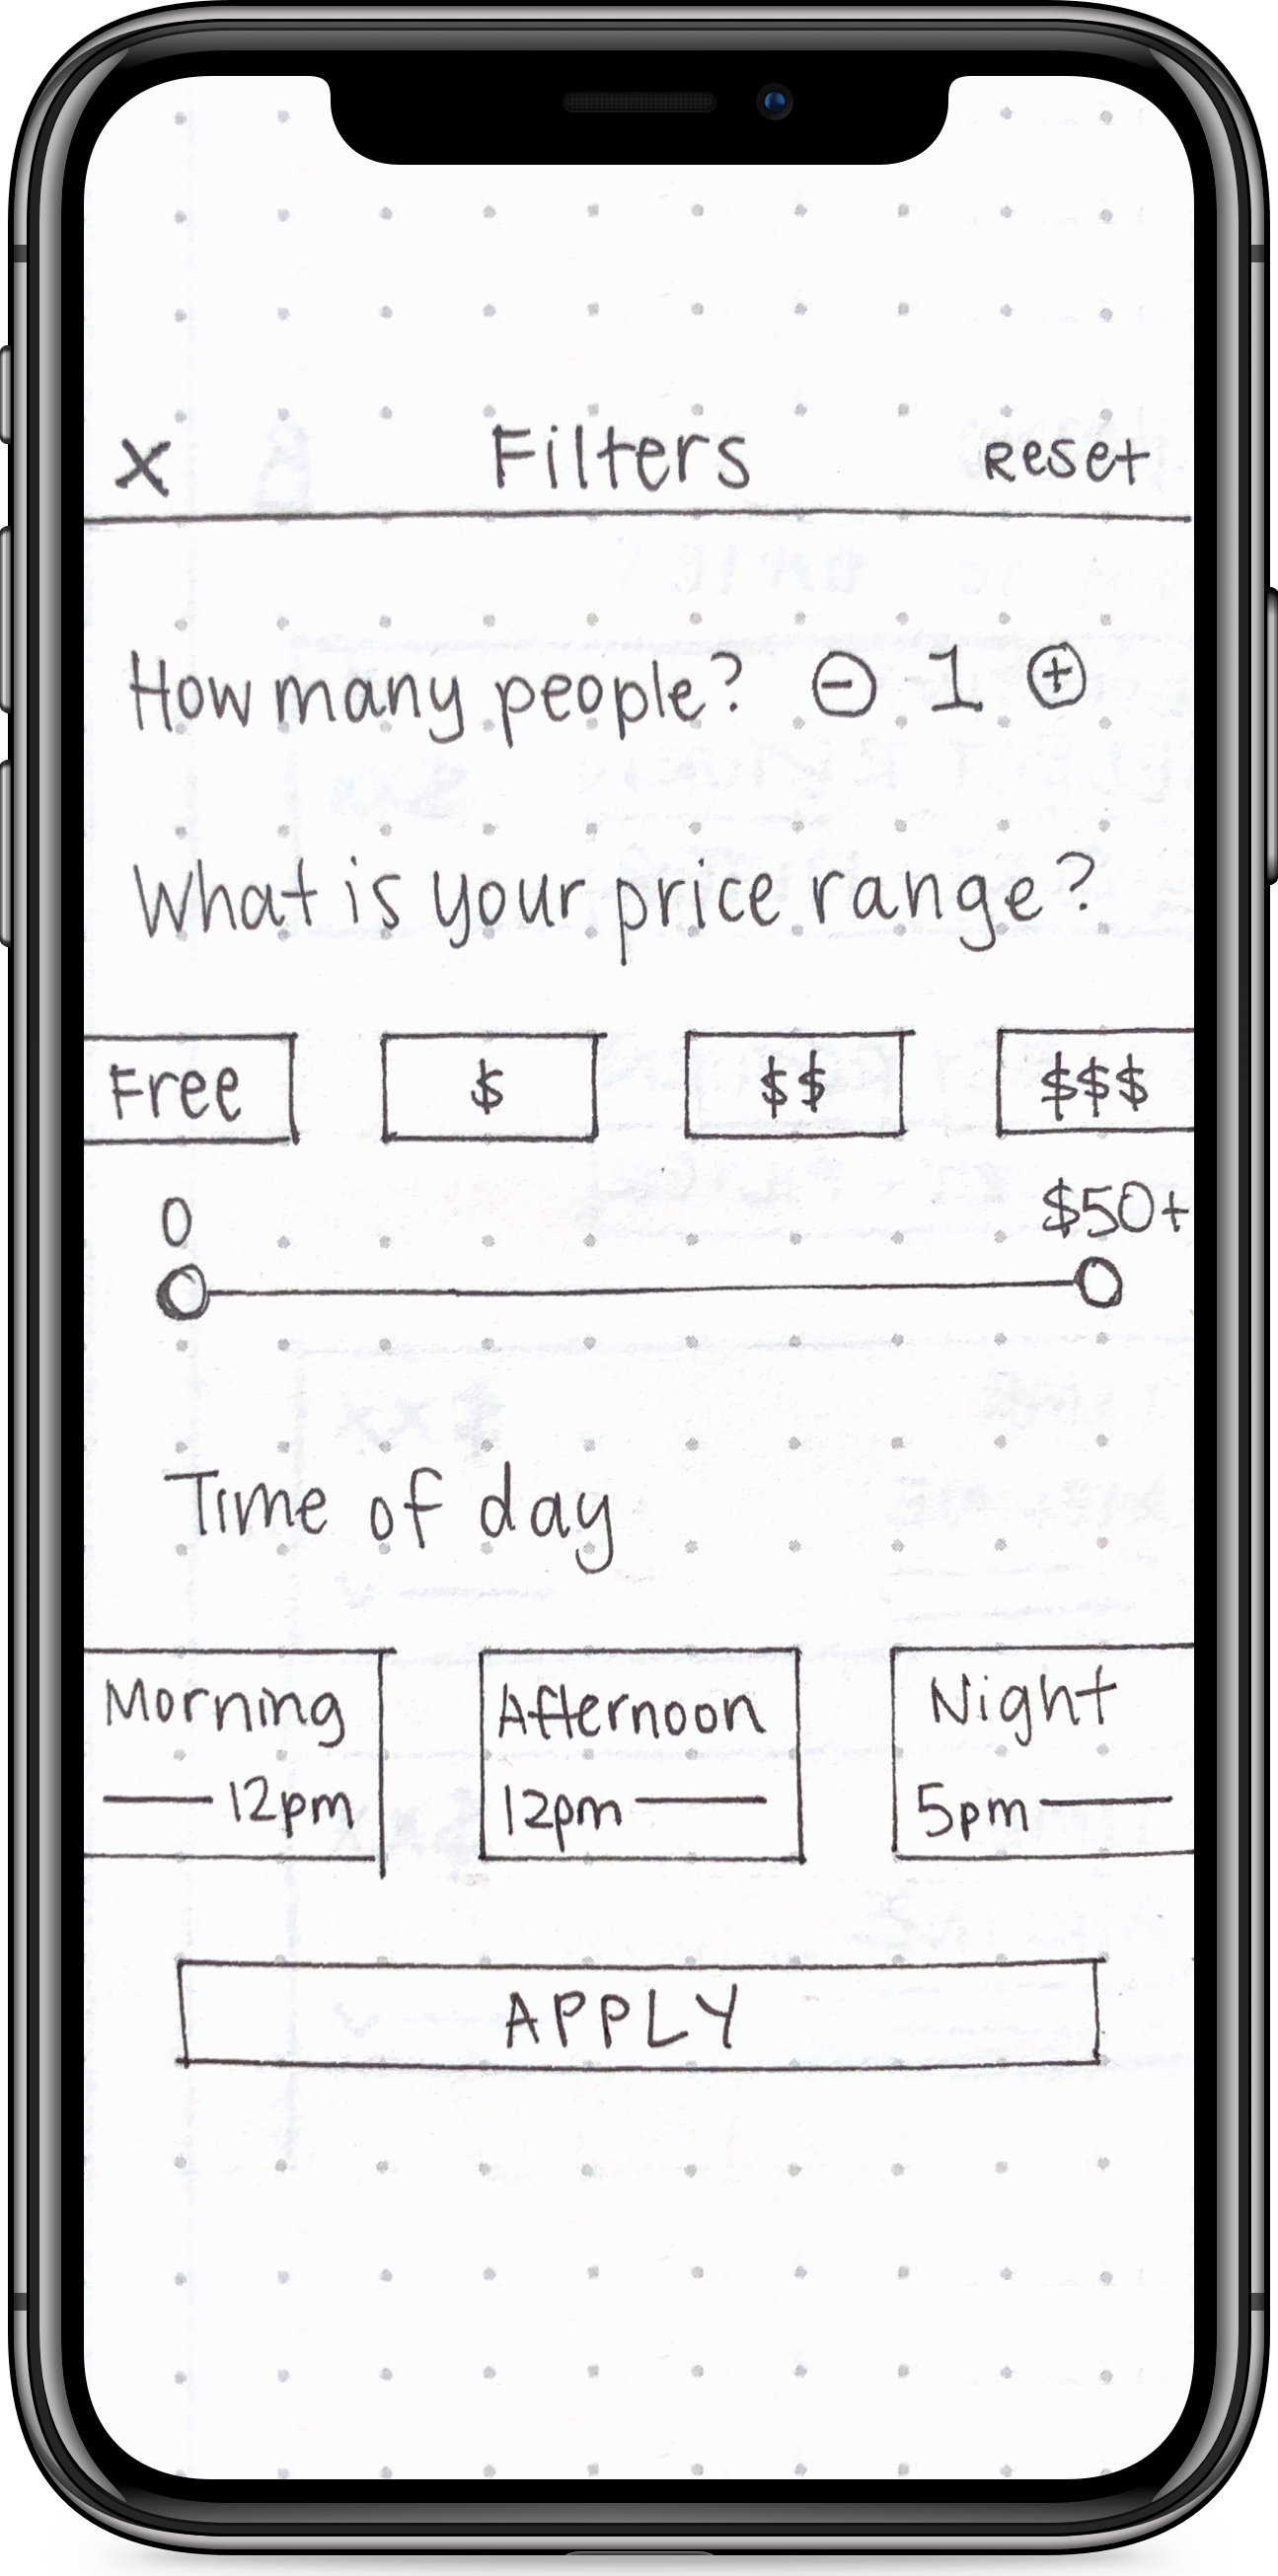 X Filters Reset
How many people? - 1 +
What is your price range?
Free $ $$ $$$
0 $50+
Time of day
Morning Afternoon Night
— 12pm 12pm — 5pm —
APPLY